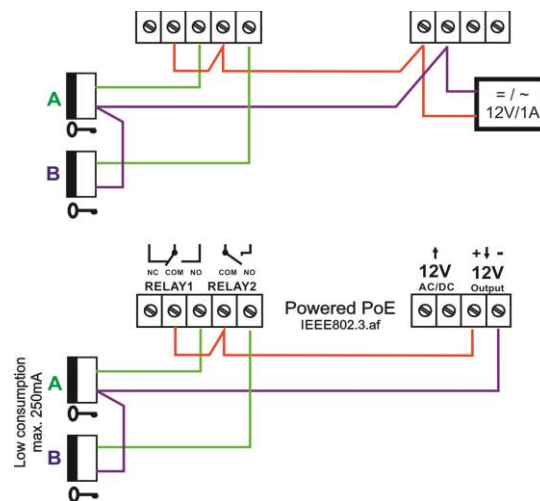 A
= / ~
12V/1A
B
NC COM NO
COM NO
RELAY1
RELAY2
Powered PoE
IEEE802.3.af
12V
AC/DC
+ -
12V
Output
Low consumption
max. 250mA
A
B